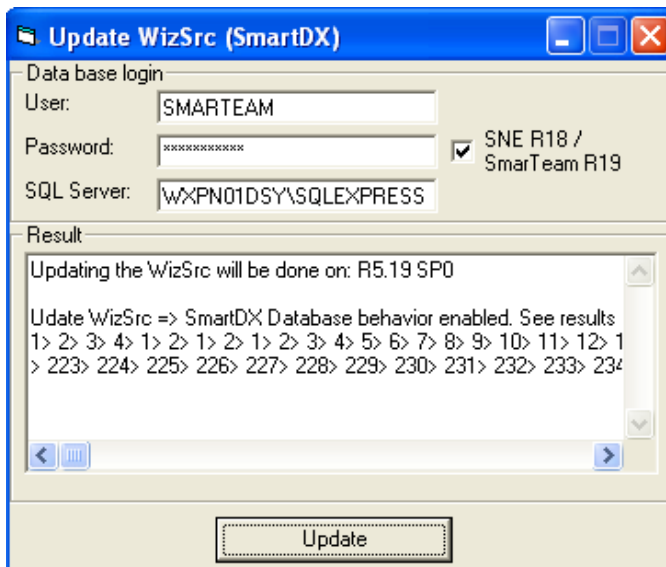 Update WizSrc (SmartDX)
Data base login
User:
SMARTEAM
Password:
xxxxxxxxxxx
SQL Server:
WXPN01DSY\SQLEXPRESS
SNE R18 /
SmarTeam R19
Result
Updating the WizSrc will be done on: R5.19 SP0
Udate WizSrc => SmartDX Database behavior enabled. See results
1> 2> 3> 4> 1> 2> 1> 2> 1> 2> 3> 4> 5> 6> 7> 8> 9> 10> 11> 12> 1
> 223> 224> 225> 226> 227> 228> 229> 230> 231> 232> 233> 234
Update